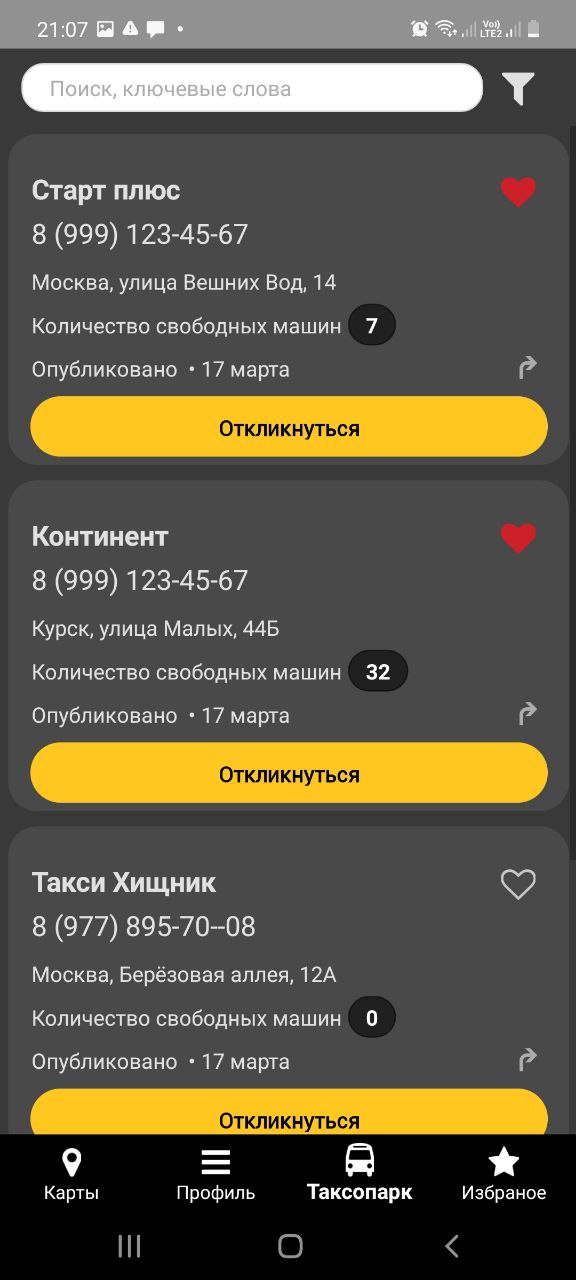 21:07
Vo)) LTE2
Поиск, ключевые слова
Старт плюс
8 (999) 123-45-67
Москва, улица Вешних Вод, 14
Количество свободных машин 7
Опубликовано • 17 марта
Откликнуться
Континент
8 (999) 123-45-67
Курск, улица Малых, 44Б
Количество свободных машин 32
Опубликовано • 17 марта
Откликнуться
Такси Хищник
8 (977) 895-70--08
Москва, Берёзовая аллея, 12А
Количество свободных машин 0
Опубликовано • 17 марта
Откликнуться
Карты Профиль Таксопарк Избраное